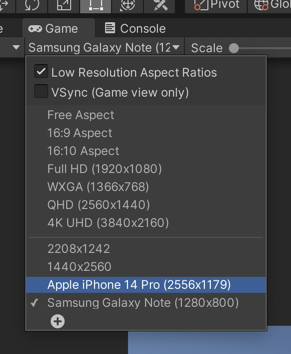 Pivot
Game
Console
Samsung Galaxy Note (12
Scale
Low Resolution Aspect Ratios
VSync (Game view only)
Free Aspect
16:9 Aspect
16:10 Aspect
Full HD (1920x1080)
WXGA (1366x768)
QHD (2560x1440)
4K UHD (3840x2160)
2208x1242
1440x2560
Apple iPhone 14 Pro (2556x1179)
Samsung Galaxy Note (1280x800)